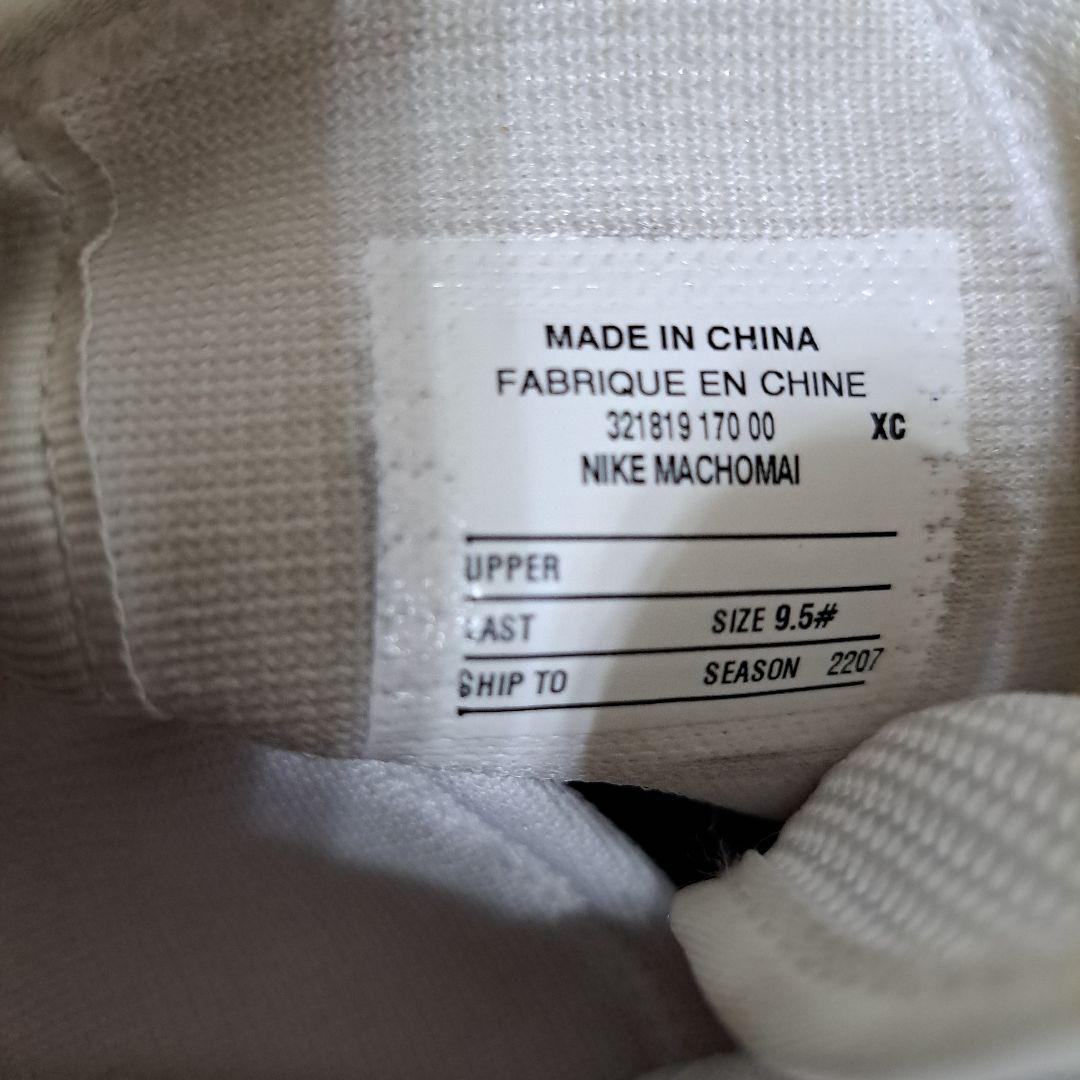 MADE IN CHINA
FABRIQUE EN CHINE
321819 170 00 XC
NIKE MACHOMAI
UPPER
LAST SIZE 9.5#
SHIP TO SEASON 2207